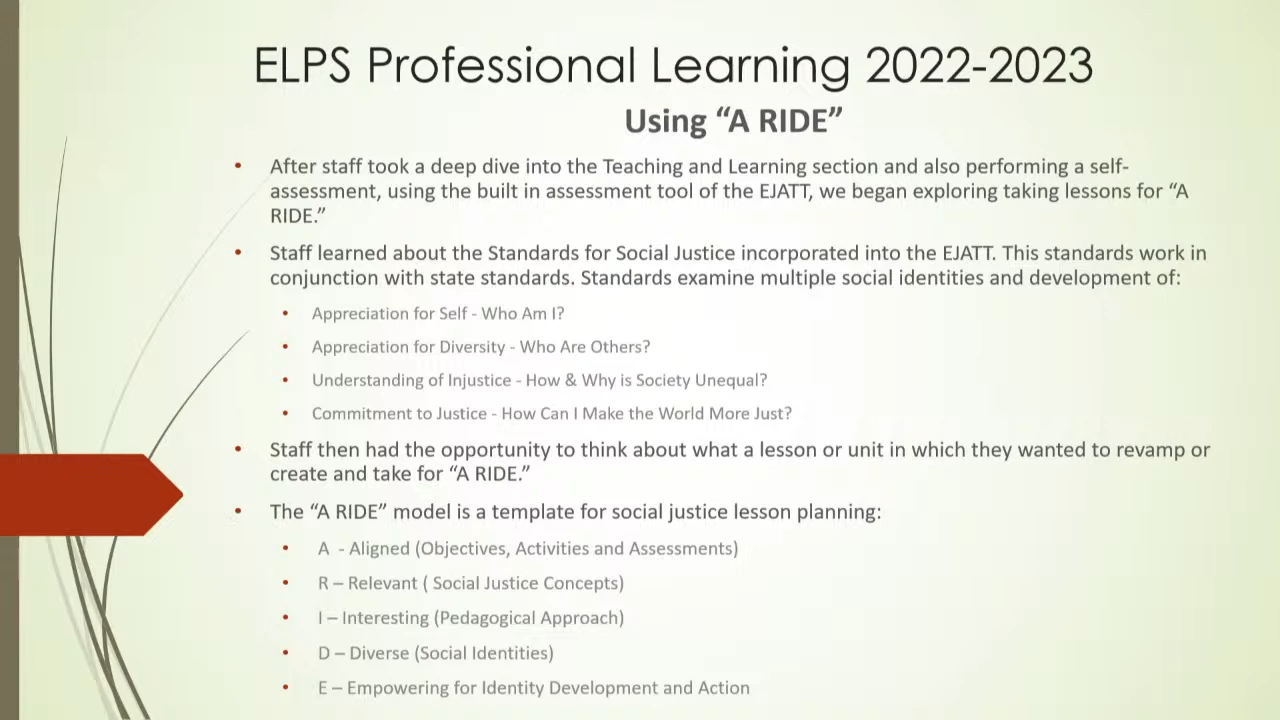 ELPS Professional Learning 2022-2023
Using “A RIDE”
• After staff took a deep dive into the Teaching and Learning section and also performing a self-
assessment, using the built in assessment tool of the EJATT, we began exploring taking lessons for “A
RIDE.”
• Staff learned about the Standards for Social Justice incorporated into the EJATT. This standards work in
conjunction with state standards. Standards examine multiple social identities and development of:
• Appreciation for Self - Who Am I?
• Appreciation for Diversity - Who Are Others?
• Understanding of Injustice - How & Why is Society Unequal?
• Commitment to Justice - How Can I Make the World More Just?
• Staff then had the opportunity to think about what a lesson or unit in which they wanted to revamp or
create and take for “A RIDE.”
• The “A RIDE” model is a template for social justice lesson planning:
• A - Aligned (Objectives, Activities and Assessments)
• R – Relevant ( Social Justice Concepts)
• I – Interesting (Pedagogical Approach)
• D – Diverse (Social Identities)
• E – Empowering for Identity Development and Action